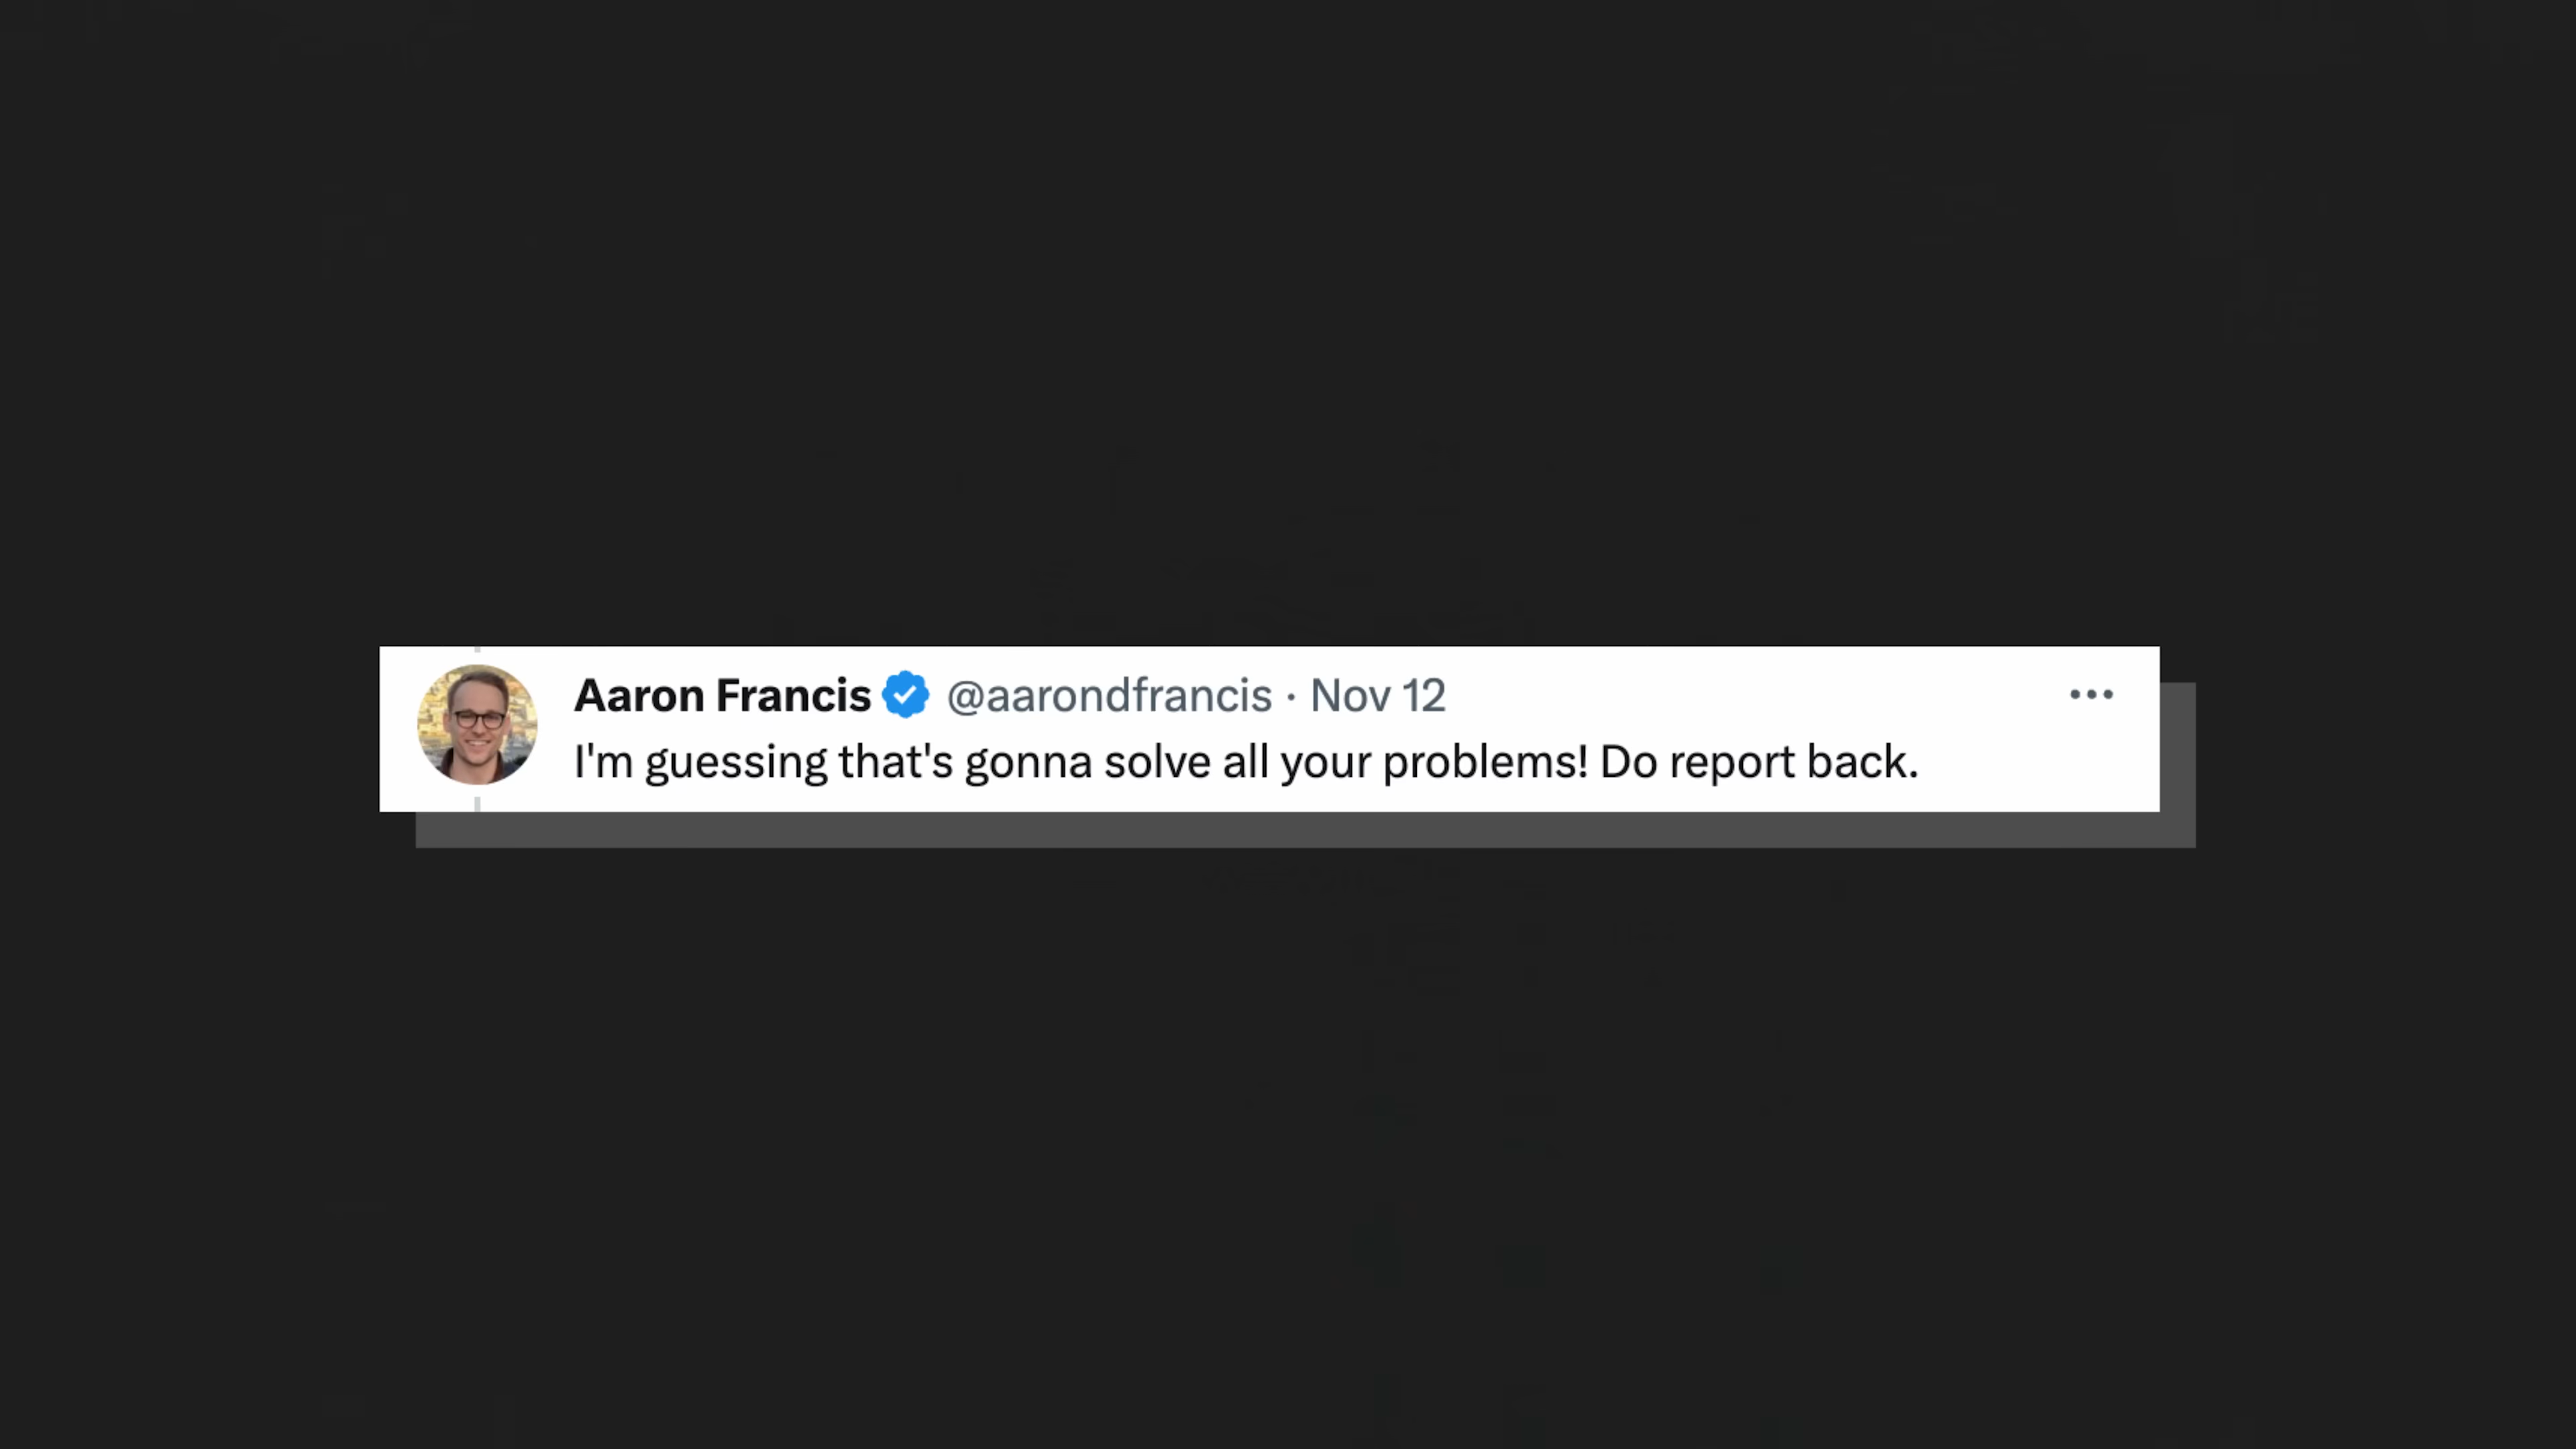 Aaron Francis @aarondfrancis · Nov 12
I'm guessing that's gonna solve all your problems! Do report back.